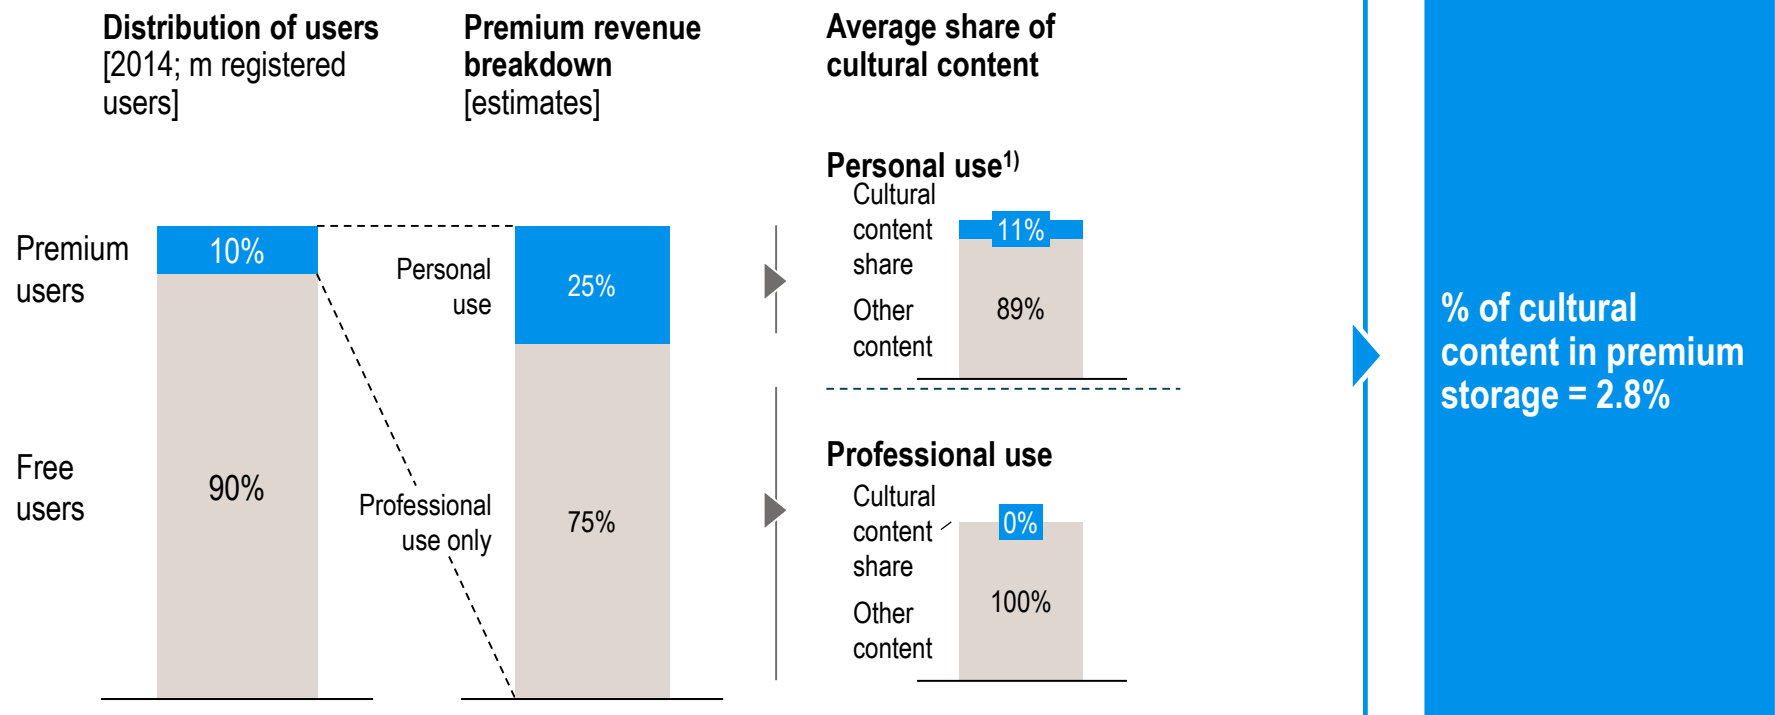 Distribution of users
[2014; m registered
users]
Premium revenue
breakdown
[estimates]
Average share of
cultural content
Premium
users
10%
Free
users
90%
Personal
use
25%
Professional
use only
75%
Personal use1)
Cultural
content
share
11%
Other
content
89%
Professional use
Cultural
content
share
0%
Other
content
100%
% of cultural
content in premium
storage = 2.8%